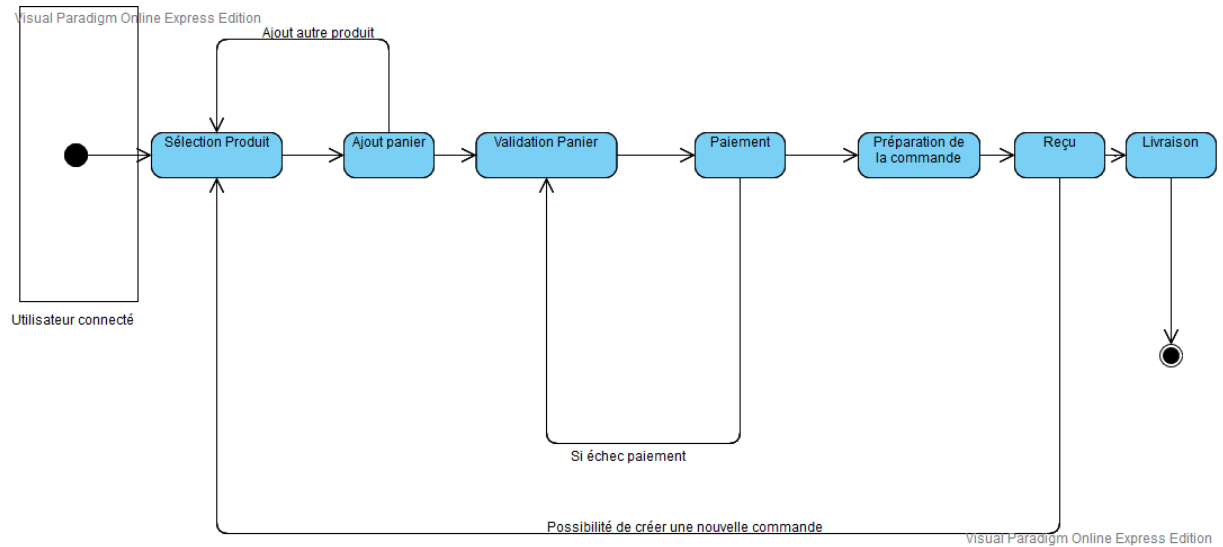 Visual Paradigm Online Express Edition
Ajout autre produit
Sélection Produit
Ajout panier
Validation Panier
Paiement
Préparation de
la commande
Reçu
Livraison
Utilisateur connecté
Si échec paiement
Possibilité de créer une nouvelle commande
Visual Paradigm Online Express Edition